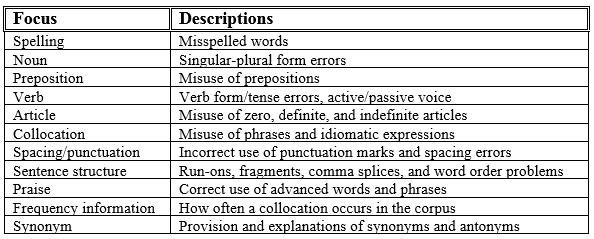 Focus Descriptions
Spelling Misspelled words
Noun Singular-plural form errors
Preposition Misuse of prepositions
Verb Verb form/tense errors, active/passive voice
Article Misuse of zero, definite, and indefinite articles
Collocation Misuse of phrases and idiomatic expressions
Spacing/punctuation Incorrect use of punctuation marks and spacing errors
Sentence structure Run-ons, fragments, comma splices, and word order problems
Praise Correct use of advanced words and phrases
Frequency information How often a collocation occurs in the corpus
Synonym Provision and explanations of synonyms and antonyms